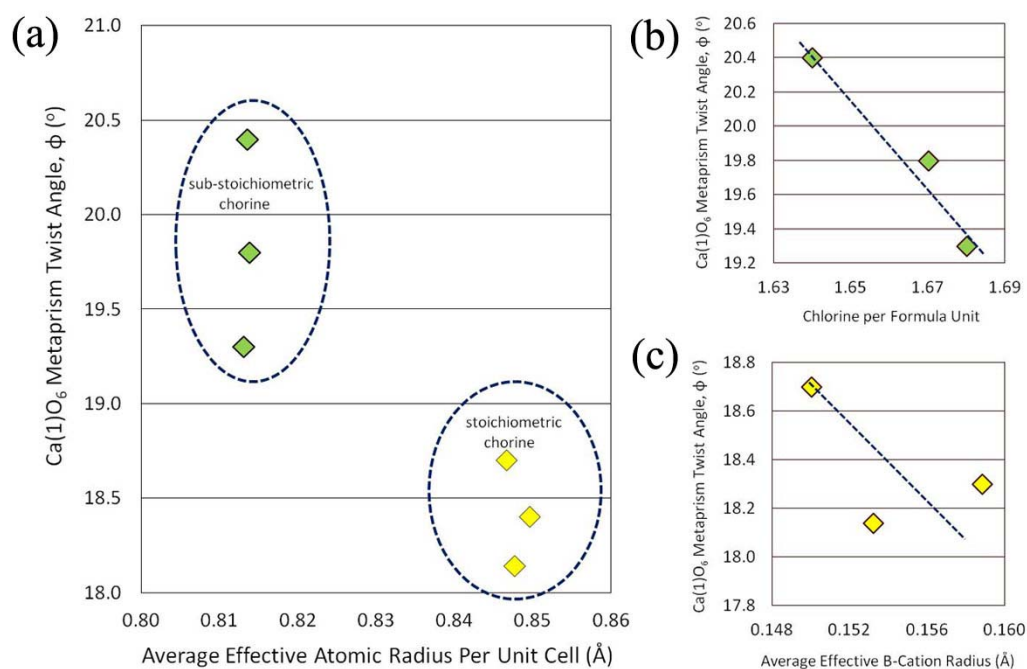 (a)
Ca(1)O₆ Metaprism Twist Angle, ϕ (°)
21.0
20.5
20.0
19.5
19.0
18.5
18.0
sub-stoichiometric
chorine
stoichiometric
chorine
0.80 0.81 0.82 0.83 0.84 0.85 0.86
Average Effective Atomic Radius Per Unit Cell (Å)
(b)
Ca(1)O₆ Metaprism Twist Angle, ϕ (°)
20.6
20.4
20.2
20.0
19.8
19.6
19.4
19.2
1.63 1.65 1.67 1.69
Chlorine per Formula Unit
(c)
Ca(1)O₆ Metaprism Twist Angle, ϕ (°)
18.8
18.6
18.4
18.2
18.0
17.8
0.148 0.152 0.156 0.160
Average Effective B-Cation Radius (Å)